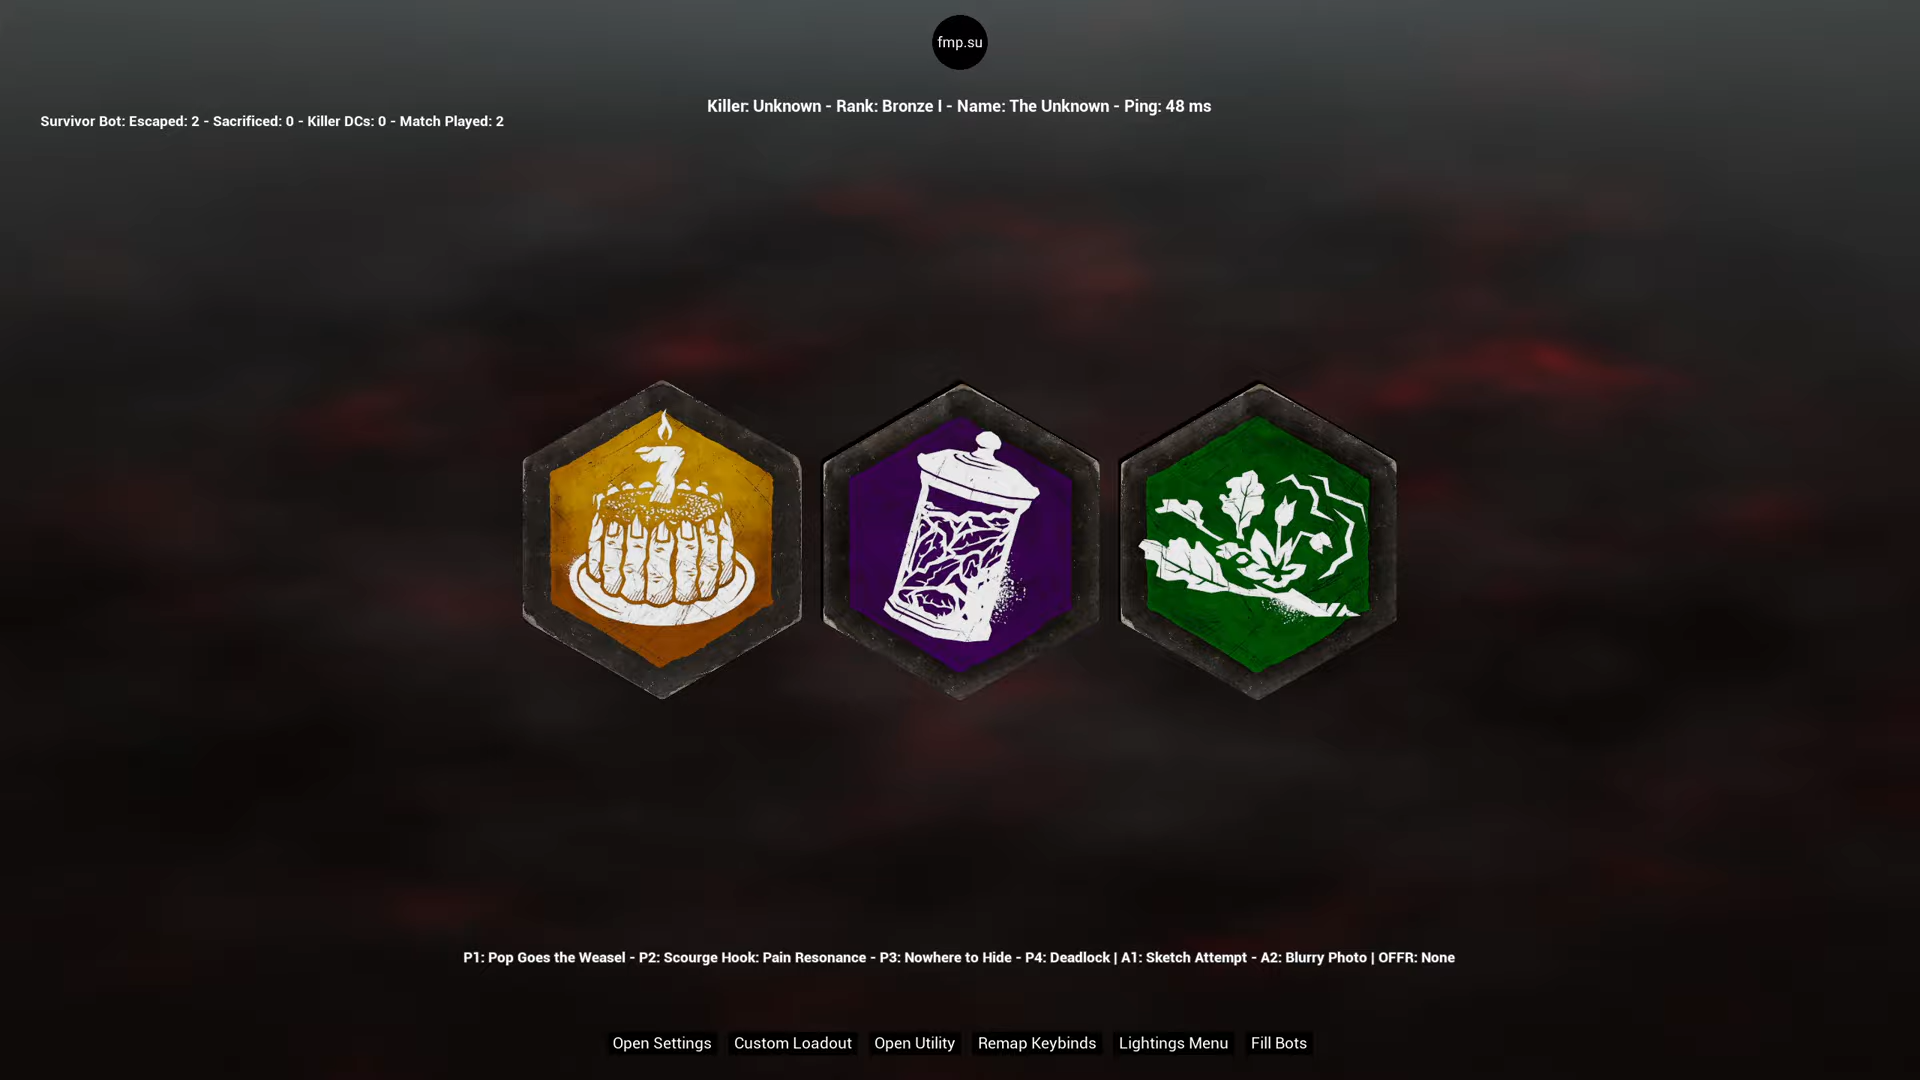 fmp.su
Killer: Unknown - Rank: Bronze I - Name: The Unknown - Ping: 48 ms
Survivor Bot: Escaped: 2 - Sacrificed: 0 - Killer DCs: 0 - Match Played: 2
7
P1: Pop Goes the Weasel - P2: Scourge Hook: Pain Resonance - P3: Nowhere to Hide - P4: Deadlock | A1: Sketch Attempt - A2: Blurry Photo | OFFR: None
Open Settings Custom Loadout Open Utility Remap Keybinds Lightings Menu Fill Bots